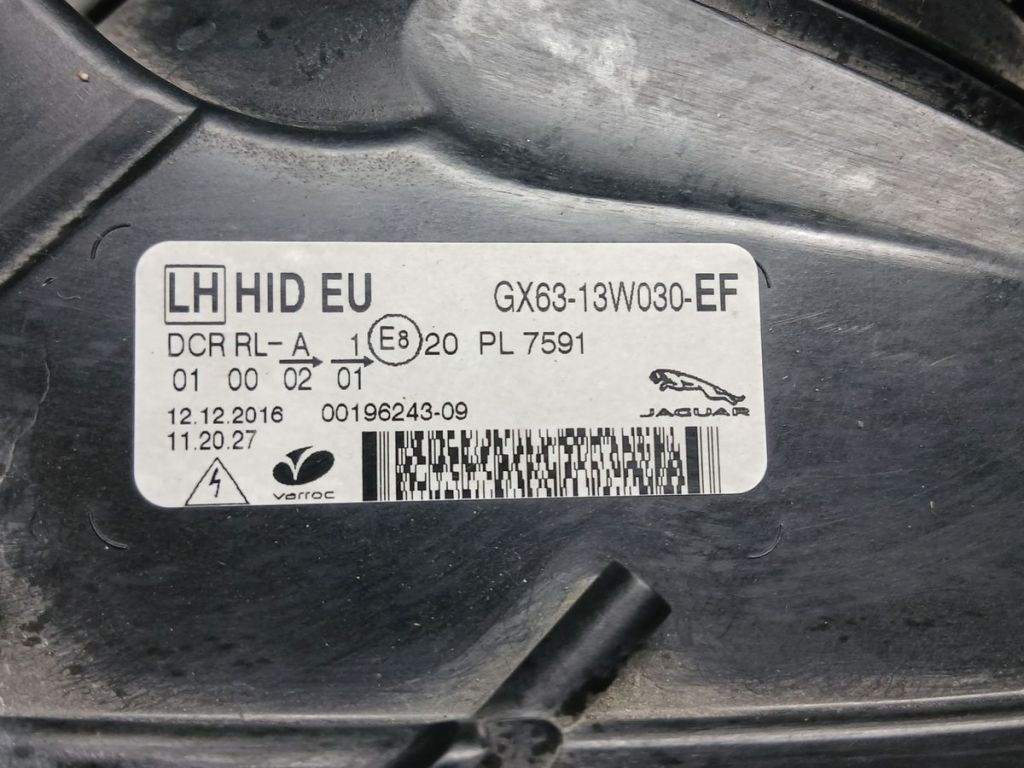 LH HID EU GX63-13W030-EF
DCR RL- A 1 E8 20 PL 7591
01 00 02 01
12.12.2016 00196243-09
11.20.27
JAGUAR
varroc